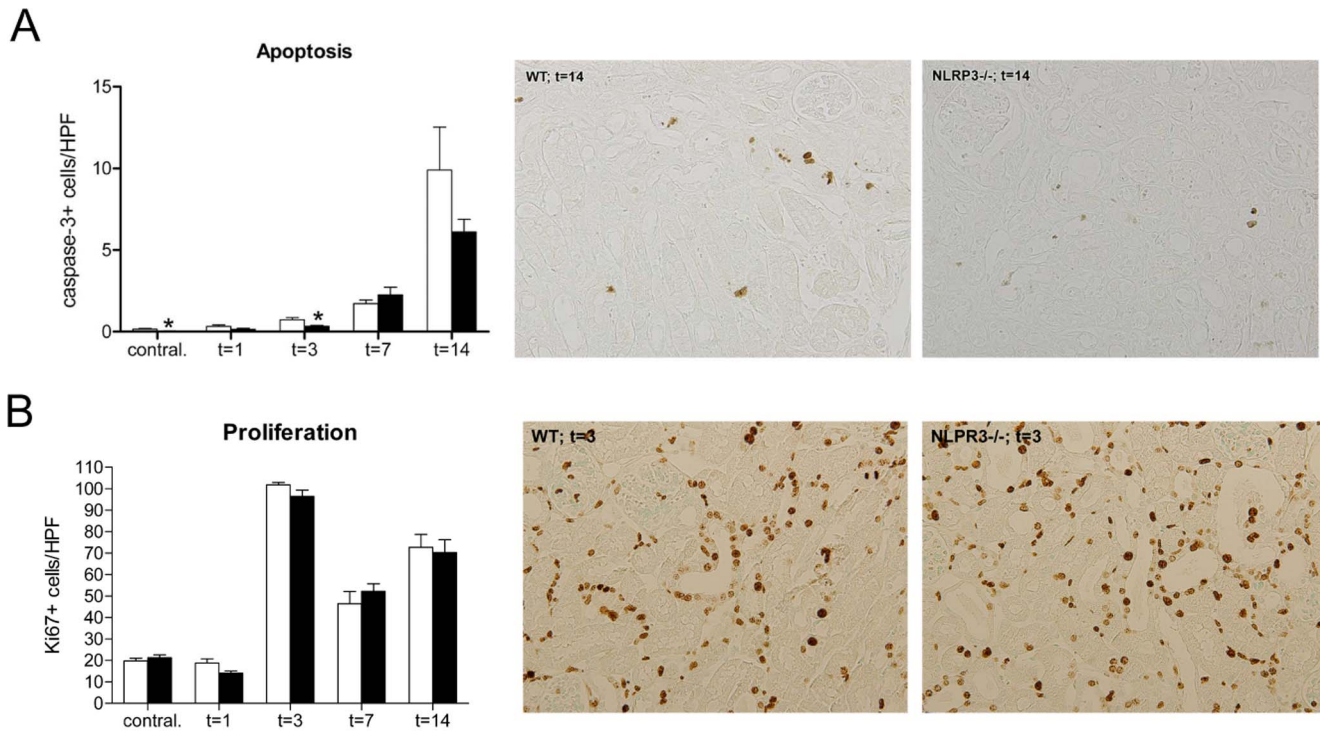 A
Apoptosis
caspase-3+ cells/HPF
15
10
5
0
*
*
contral.
t=1
t=3
t=7
t=14
WT; t=14
NLRP3-/-; t=14
B
Proliferation
Ki67+ cells/HPF
110
100
90
80
70
60
50
40
30
20
10
0
contral.
t=1
t=3
t=7
t=14
WT; t=3
NLPR3-/-; t=3